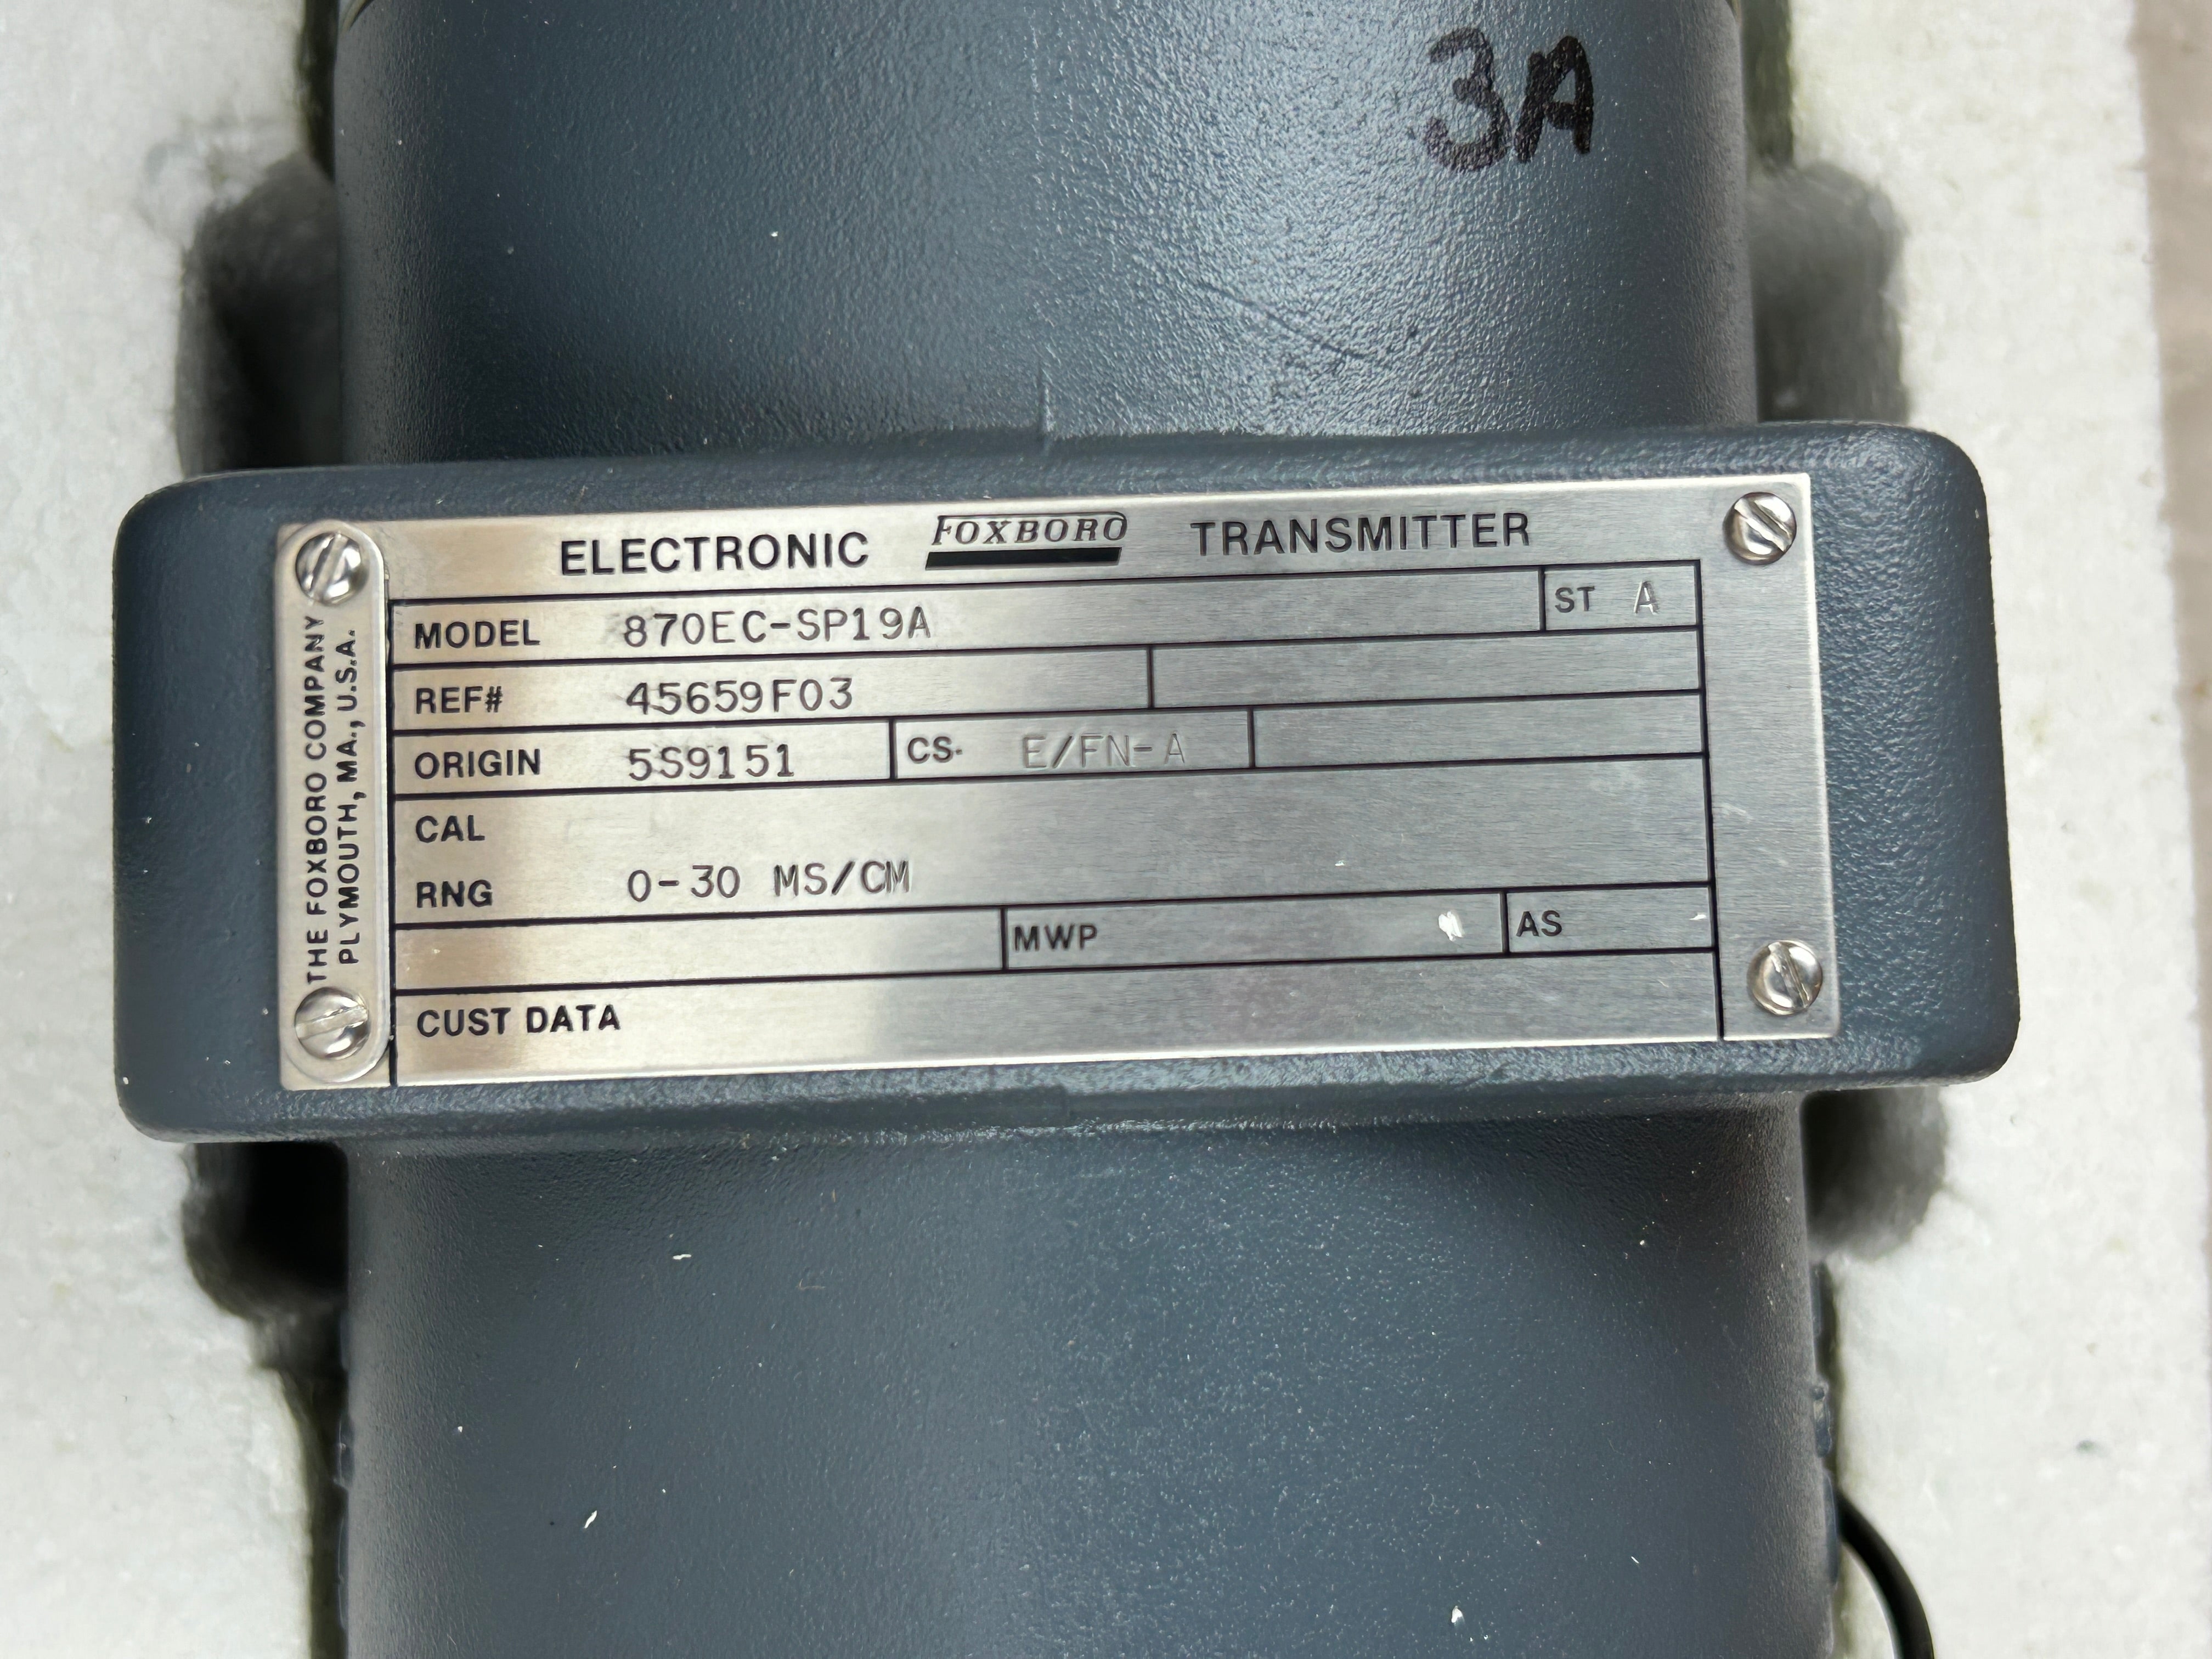 3A
ELECTRONIC FOXBORO TRANSMITTER
THE FOXBORO COMPANY
PLYMOUTH, MA., U.S.A.
MODEL 870EC-SP19A ST A
REF# 45659F03
ORIGIN 5S9151 CS- E/FN-A
CAL
RNG 0-30 MS/CM
MWP AS
CUST DATA